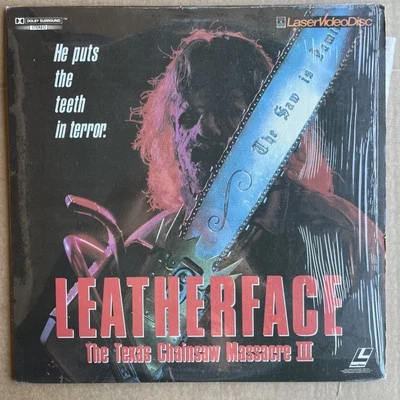 DOLBY SURROUND
STEREO
LaserVideoDisc
He puts
the
teeth
in terror.
The Saw is Family
LEATHERFACE
The Texas Chainsaw Massacre III